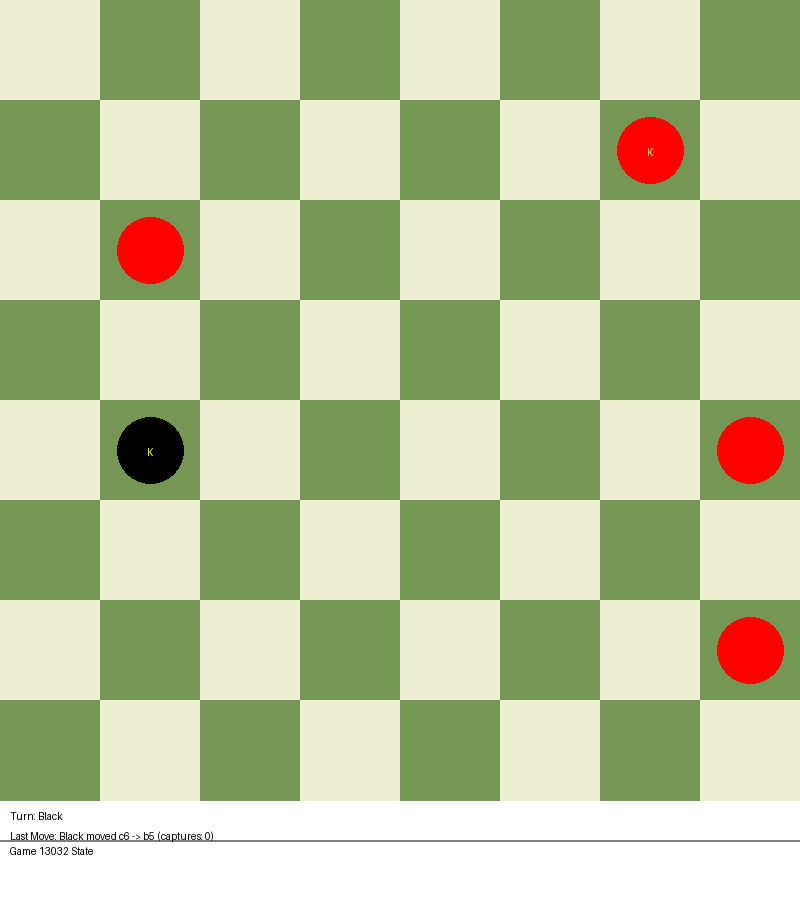 K
K
Turn: Black
Last Move: Black moved c6 -> b5 (captures: 0)
Game 13032 State